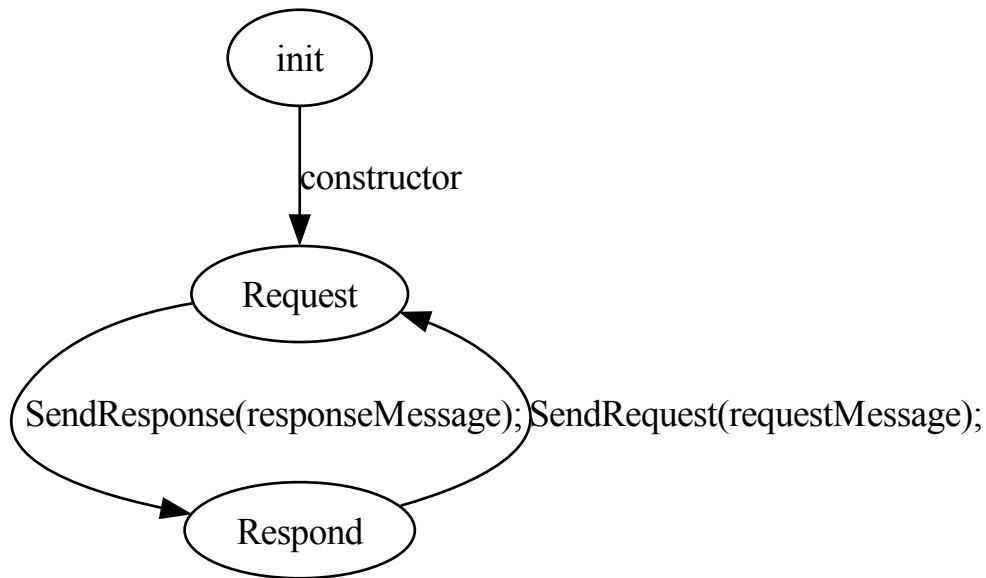 init
constructor
Request
SendResponse(responseMessage);
SendRequest(requestMessage);
Respond